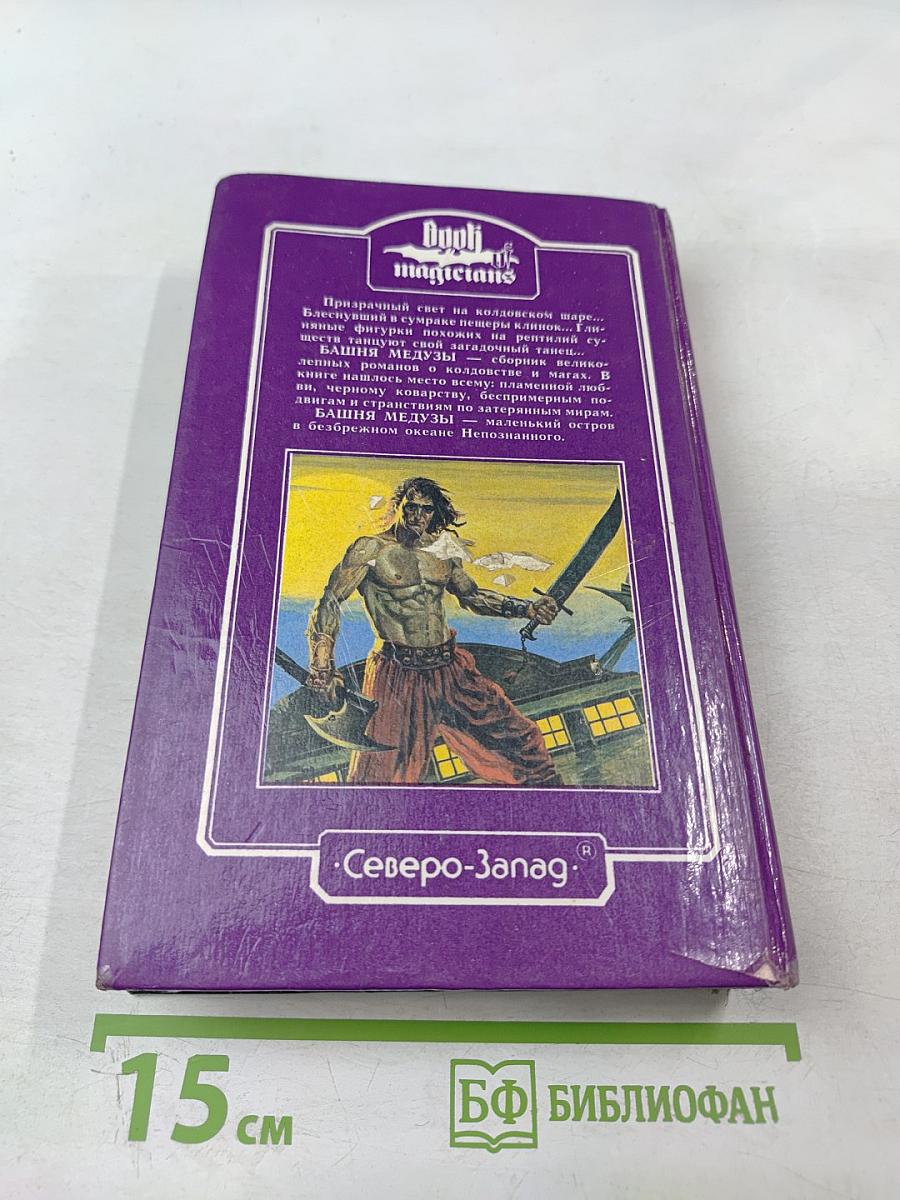 Book
of
magicians
Призрачный свет на колдовском шаре...
Блеснувший в сумраке пещеры клинок... Гли-
няные фигурки похожих на рептилий су-
ществ танцуют свой загадочный танец...
БАШНЯ МЕДУЗЫ — сборник велико-
лепных романов о колдовстве и магах. В
книге нашлось место всему: пламенной люб-
ви, черному коварству, беспримерным по-
двигам и странствиям по затерянным мирам.
БАШНЯ МЕДУЗЫ — маленький остров
в безбрежном океане Непознанного.
·Северо-Запад·®
15 см
БФ БИБЛИОФАН